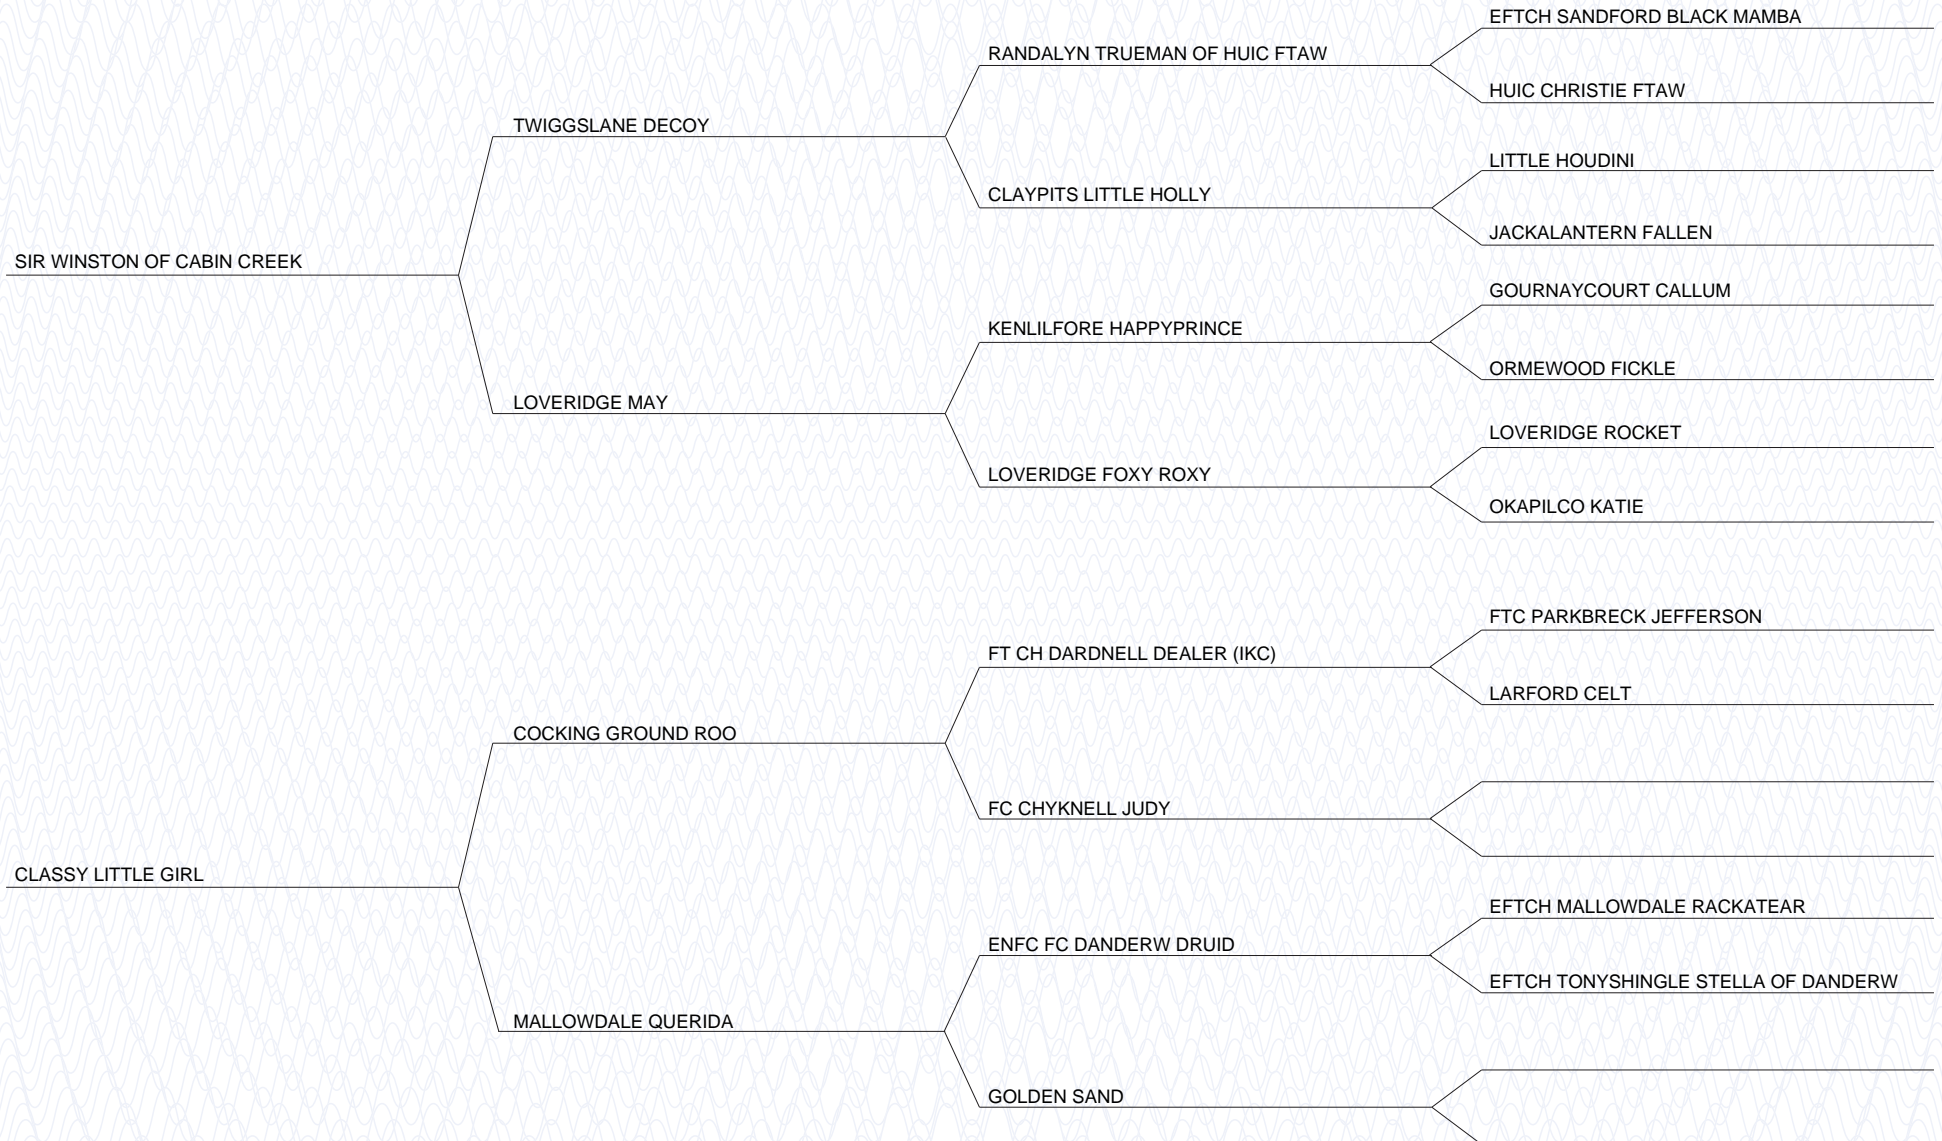 EFTCH SANDFORD BLACK MAMBA
RANDALYN TRUEMAN OF HUIC FTAW
HUIC CHRISTIE FTAW
TWIGGSLANE DECOY
LITTLE HOUDINI
CLAYPITS LITTLE HOLLY
JACKALANTERN FALLEN
SIR WINSTON OF CABIN CREEK
GOURNAYCOURT CALLUM
KENLILFORE HAPPYPRINCE
ORMEWOOD FICKLE
LOVERIDGE MAY
LOVERIDGE ROCKET
LOVERIDGE FOXY ROXY
OKAPILCO KATIE
FTC PARKBRECK JEFFERSON
FT CH DARDNELL DEALER (IKC)
LARFORD CELT
COCKING GROUND ROO
FC CHYKNELL JUDY
CLASSY LITTLE GIRL
EFTCH MALLOWDALE RACKATEAR
ENFC FC DANDERW DRUID
EFTCH TONYSHINGLE STELLA OF DANDERW
MALLOWDALE QUERIDA
GOLDEN SAND